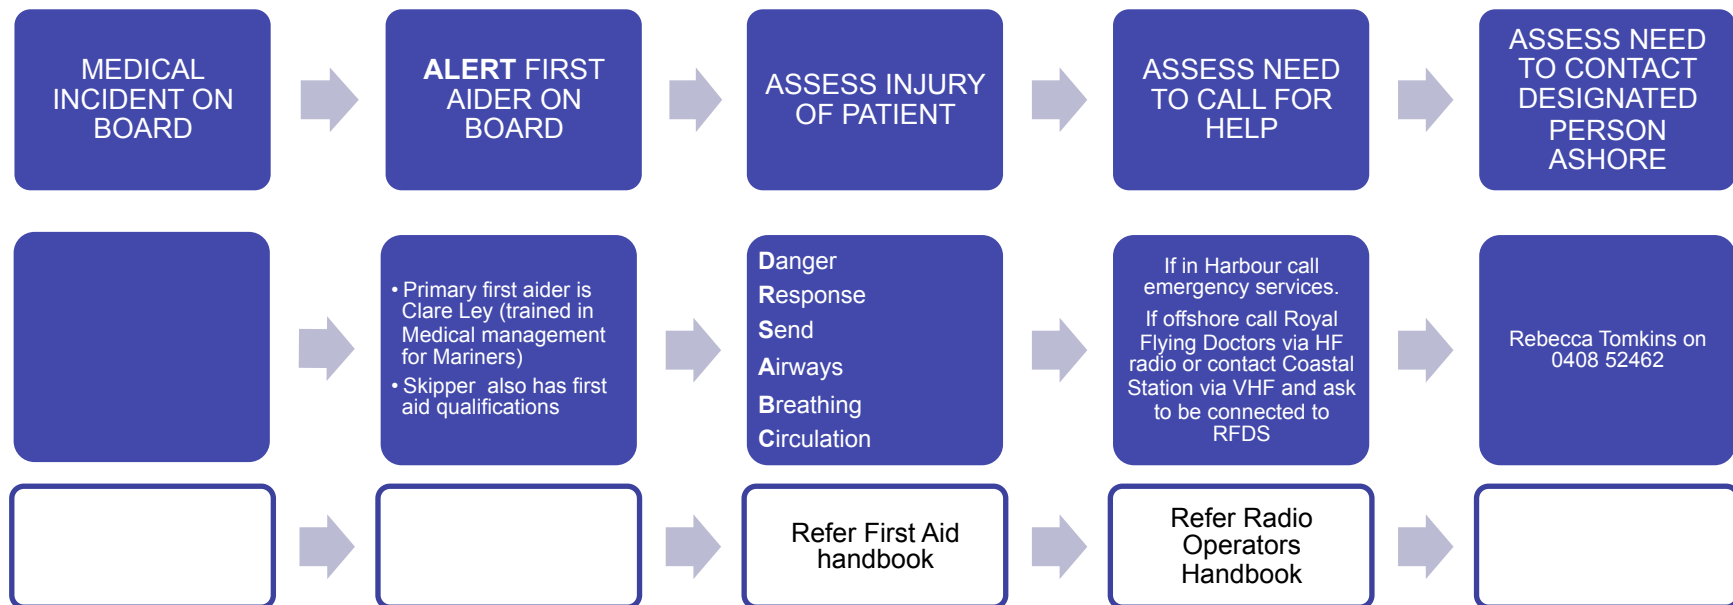 MEDICAL
INCIDENT ON
BOARD
ALERT FIRST
AIDER ON
BOARD
ASSESS INJURY
OF PATIENT
ASSESS NEED
TO CALL FOR
HELP
ASSESS NEED
TO CONTACT
DESIGNATED
PERSON
ASHORE
• Primary first aider is
Clare Ley (trained in
Medical management
for Mariners)
• Skipper also has first
aid qualifications
Danger
Response
Send
Airways
Breathing
Circulation
If in Harbour call
emergency services.
If offshore call Royal
Flying Doctors via HF
radio or contact Coastal
Station via VHF and ask
to be connected to
RFDS
Rebecca Tomkins on
0408 52462
Refer First Aid
handbook
Refer Radio
Operators
Handbook